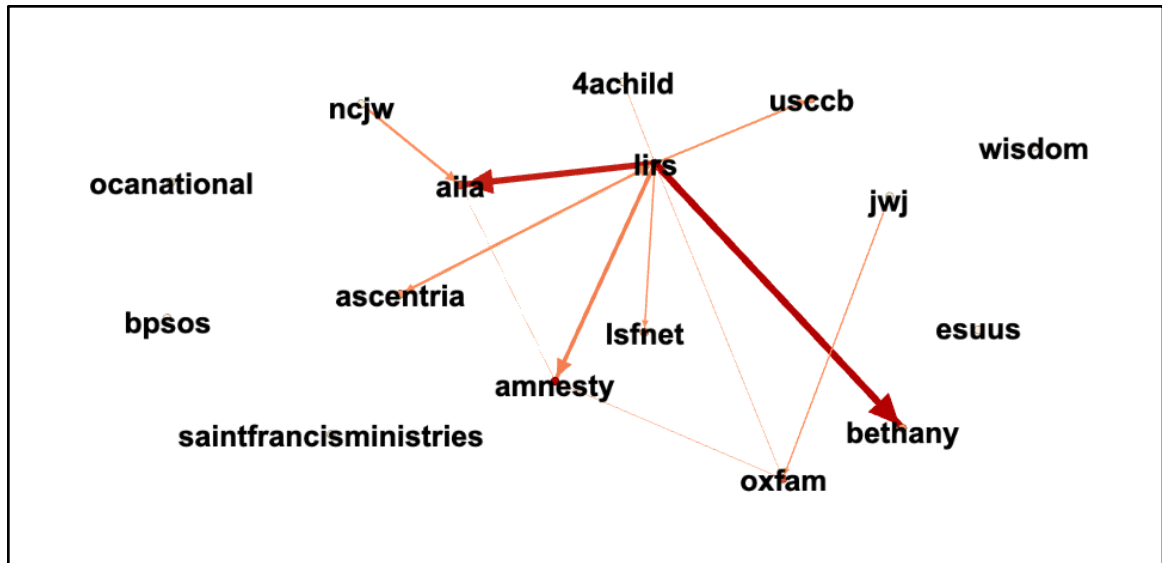 4achild
usccb
ncjw
wisdom
lirs
ocanational
aila
jwj
ascentria
bpsos
esuus
lsfnet
amnesty
bethany
saintfrancisministries
oxfam